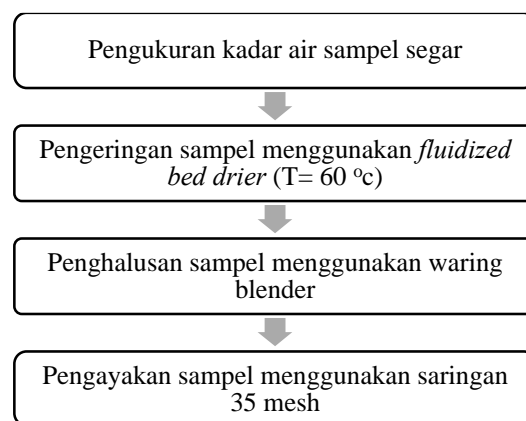 Pengukuran kadar air sampel segar
Pengeringan sampel menggunakan fluidized
bed drier (T= 60 ᵒc)
Penghalusan sampel menggunakan waring
blender
Pengayakan sampel menggunakan saringan
35 mesh